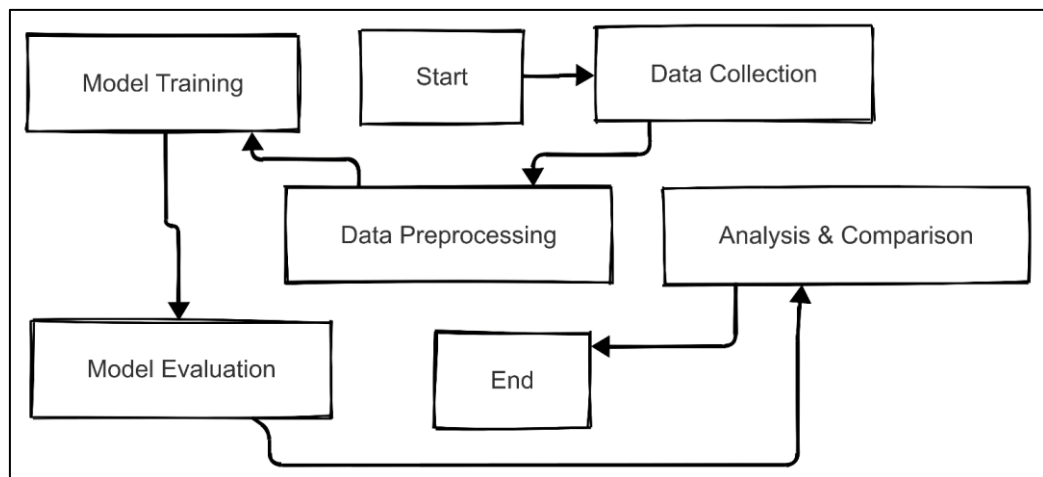 Model Training
Start
Data Collection
Data Preprocessing
Analysis & Comparison
Model Evaluation
End